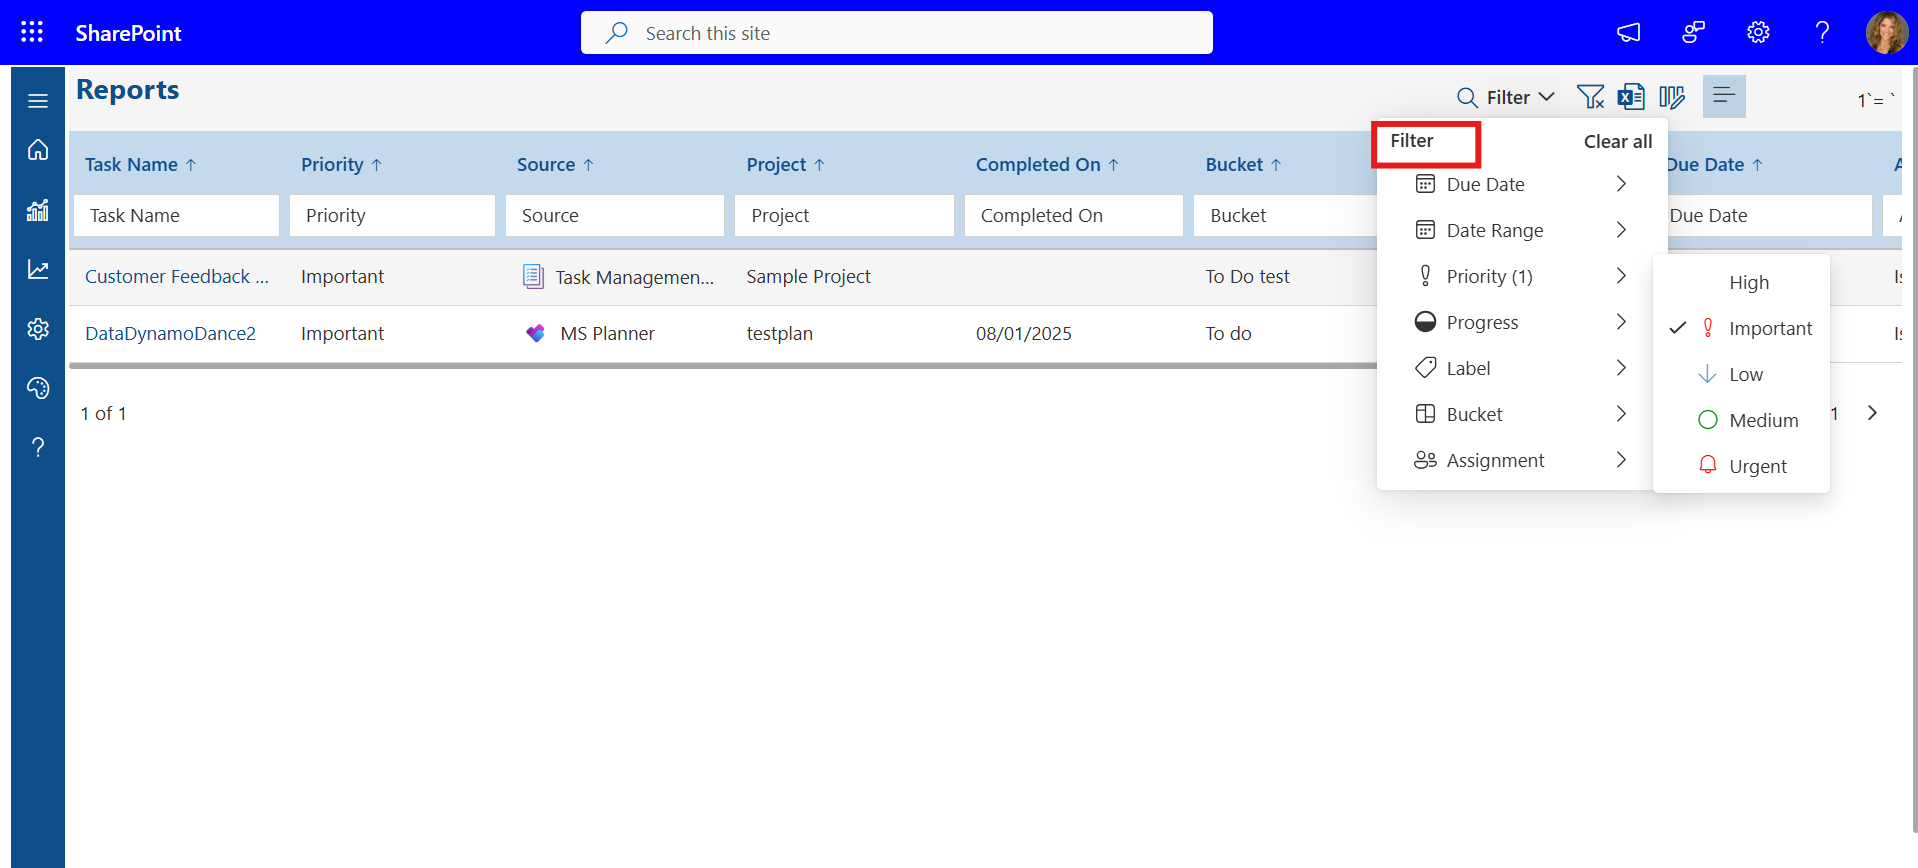 SharePoint
Search this site
Reports
Filter
1`= `
Filter
Clear all
Task Name ↑ Priority ↑ Source ↑ Project ↑ Completed On ↑ Bucket ↑ Due Date ↑ A
Task Name Priority Source Project Completed On Bucket Due Date
Customer Feedback ... Important Task Managemen... Sample Project To Do test Is
DataDynamoDance2 Important MS Planner testplan 08/01/2025 To do Is
1 of 1
1
Due Date
Date Range
Priority (1)
Progress
Label
Bucket
Assignment
High
Important
Low
Medium
Urgent